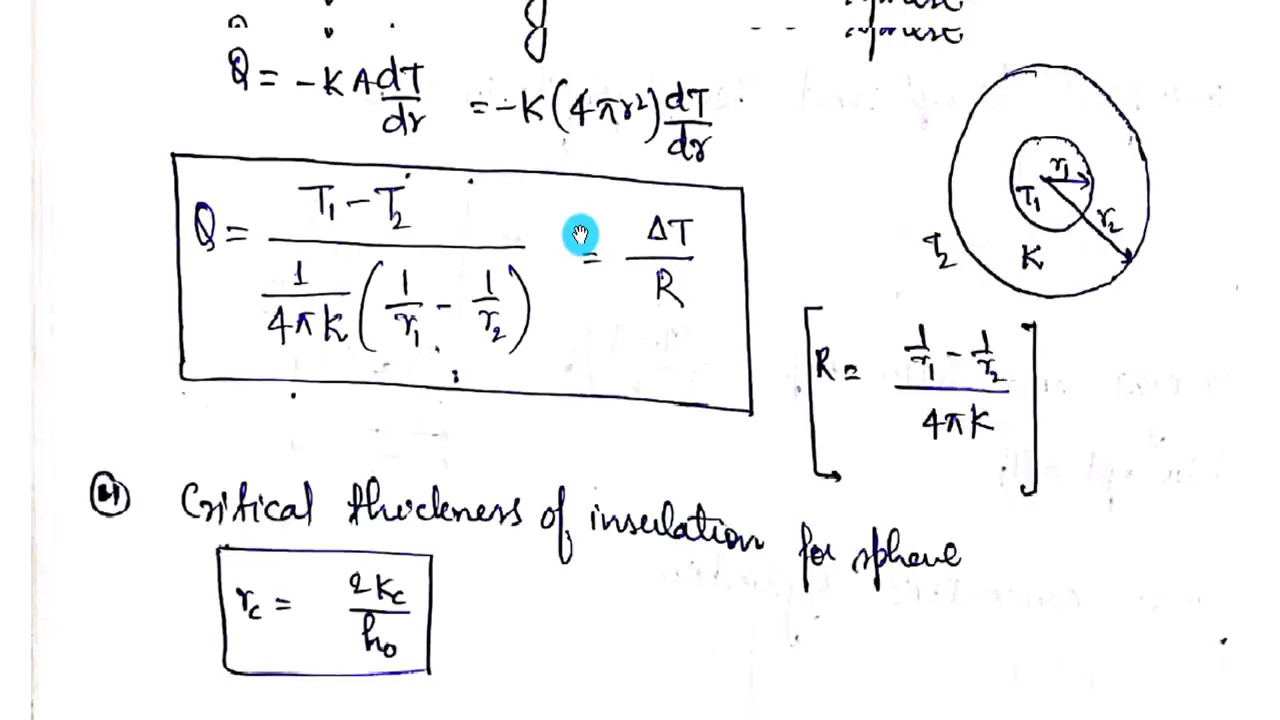 Q = -K A dT/dr = -K (4πr²) dT/dr
Q = T₁ - T₂ / 1/4πK (1/r₁ - 1/r₂) = ΔT / R
r₁
T₁
r₂
T₂
K
R = 1/r₁ - 1/r₂ / 4πK
Critical thickness of insulation for sphere
r_c = 2K_c / h₀